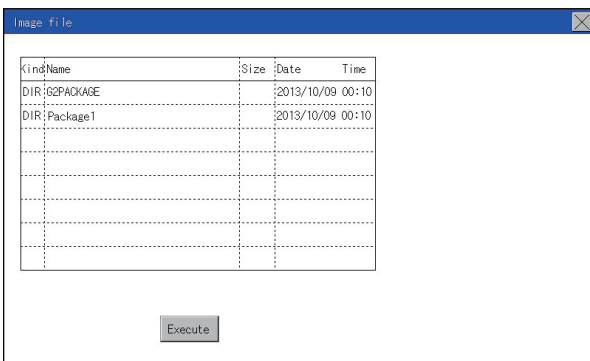 Image file
Kind Name Size Date Time
DIR G2PACKAGE 2013/10/09 00:10
DIR Package1 2013/10/09 00:10
Execute